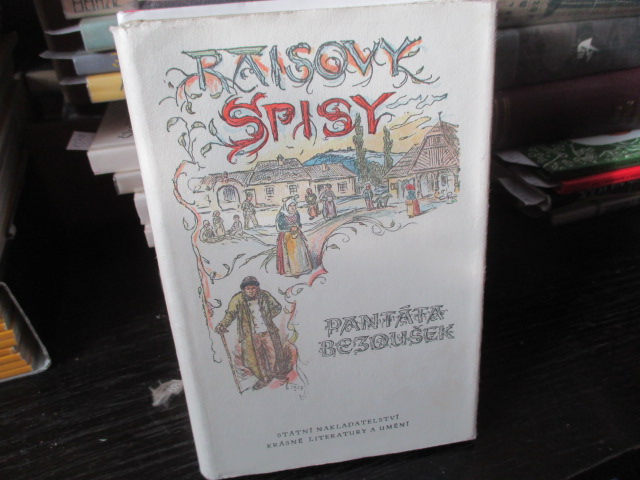 RAISOVY
SPISY
PANTÁTA
BEZOUŠEK
STÁTNÍ NAKLADATELSTVÍ
KRÁSNÉ LITERATURY A UMĚNÍ